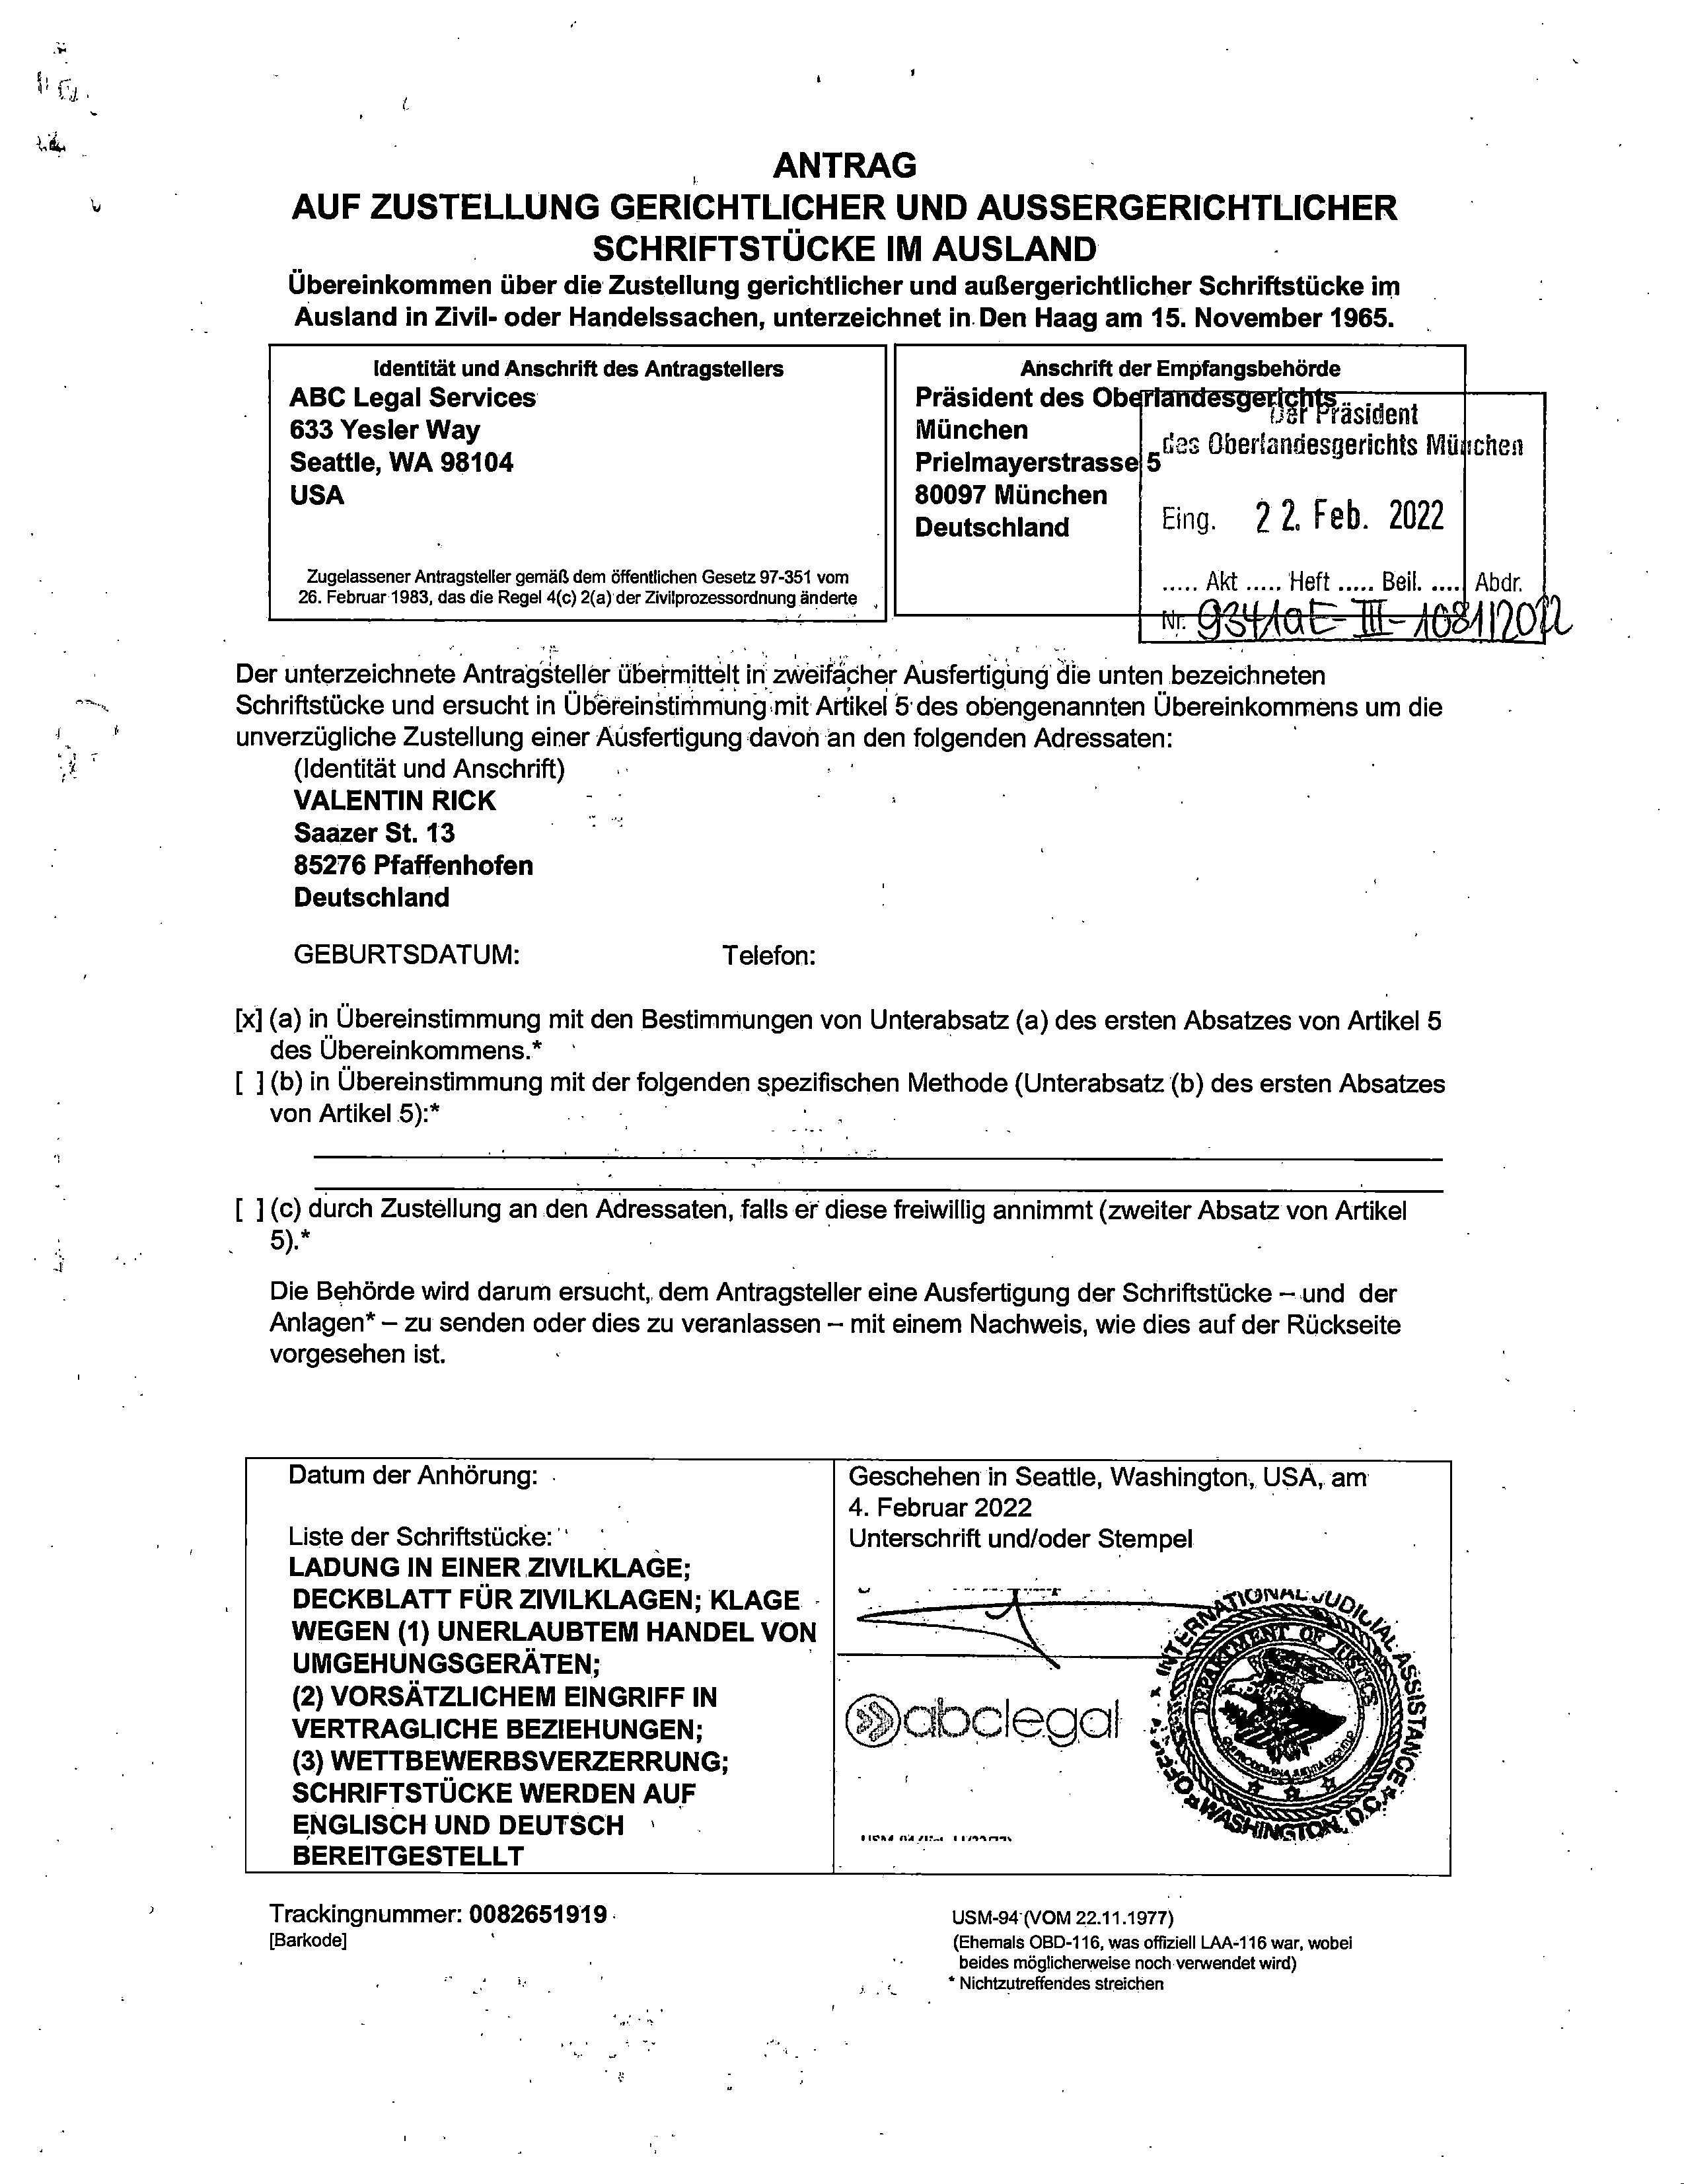 ANTRAG
AUF ZUSTELLUNG GERICHTLICHER UND AUSSERGERICHTLICHER
SCHRIFTSTÜCKE IM AUSLAND
Übereinkommen über die Zustellung gerichtlicher und außergerichtlicher Schriftstücke im
Ausland in Zivil- oder Handelssachen, unterzeichnet in Den Haag am 15. November 1965.
Identität und Anschrift des Antragstellers
ABC Legal Services
633 Yesler Way
Seattle, WA 98104
USA
Zugelassener Antragsteller gemäß dem öffentlichen Gesetz 97-351 vom
26. Februar 1983, das die Regel 4(c) 2(a) der Zivilprozessordnung änderte
Anschrift der Empfangsbehörde
Präsident des Oberlandesgerichts
München
Prielmayerstrasse 5
80097 München
Deutschland
Der Präsident
des Oberlandesgerichts München
Eing. 22. Feb. 2022
..... Akt ..... Heft ..... Beil. ..... Abdr.
Nr. 9341aE-III-1081/2022
Der unterzeichnete Antragsteller übermittelt in zweifacher Ausfertigung die unten bezeichneten
Schriftstücke und ersucht in Übereinstimmung mit Artikel 5 des obengenannten Übereinkommens um die
unverzügliche Zustellung einer Ausfertigung davon an den folgenden Adressaten:
(Identität und Anschrift)
VALENTIN RICK
Saazer St. 13
85276 Pfaffenhofen
Deutschland
GEBURTSDATUM: Telefon:
[x] (a) in Übereinstimmung mit den Bestimmungen von Unterabsatz (a) des ersten Absatzes von Artikel 5
des Übereinkommens.*
[ ] (b) in Übereinstimmung mit der folgenden spezifischen Methode (Unterabsatz (b) des ersten Absatzes
von Artikel 5):*
[ ] (c) durch Zustellung an den Adressaten, falls er diese freiwillig annimmt (zweiter Absatz von Artikel
5).*
Die Behörde wird darum ersucht, dem Antragsteller eine Ausfertigung der Schriftstücke – und der
Anlagen* – zu senden oder dies zu veranlassen – mit einem Nachweis, wie dies auf der Rückseite
vorgesehen ist.
Datum der Anhörung:
Liste der Schriftstücke:
LADUNG IN EINER ZIVILKLAGE;
DECKBLATT FÜR ZIVILKLAGEN; KLAGE
WEGEN (1) UNERLAUBTEM HANDEL VON
UMGEHUNGSGERÄTEN;
(2) VORSÄTZLICHEM EINGRIFF IN
VERTRAGLICHE BEZIEHUNGEN;
(3) WETTBEWERBSVERZERRUNG;
SCHRIFTSTÜCKE WERDEN AUF
ENGLISCH UND DEUTSCH
BEREITGESTELLT
Geschehen in Seattle, Washington, USA, am
4. Februar 2022
Unterschrift und/oder Stempel
abclegal
OFFICE OF INTERNATIONAL JUDICIAL ASSISTANCE
WASHINGTON, D.C.
DEPARTMENT OF JUSTICE
Trackingnummer: 0082651919
[Barkode]
USM-94 (VOM 22.11.1977)
(Ehemals OBD-116, was offiziell LAA-116 war, wobei
beides möglicherweise noch verwendet wird)
* Nichtzutreffendes streichen